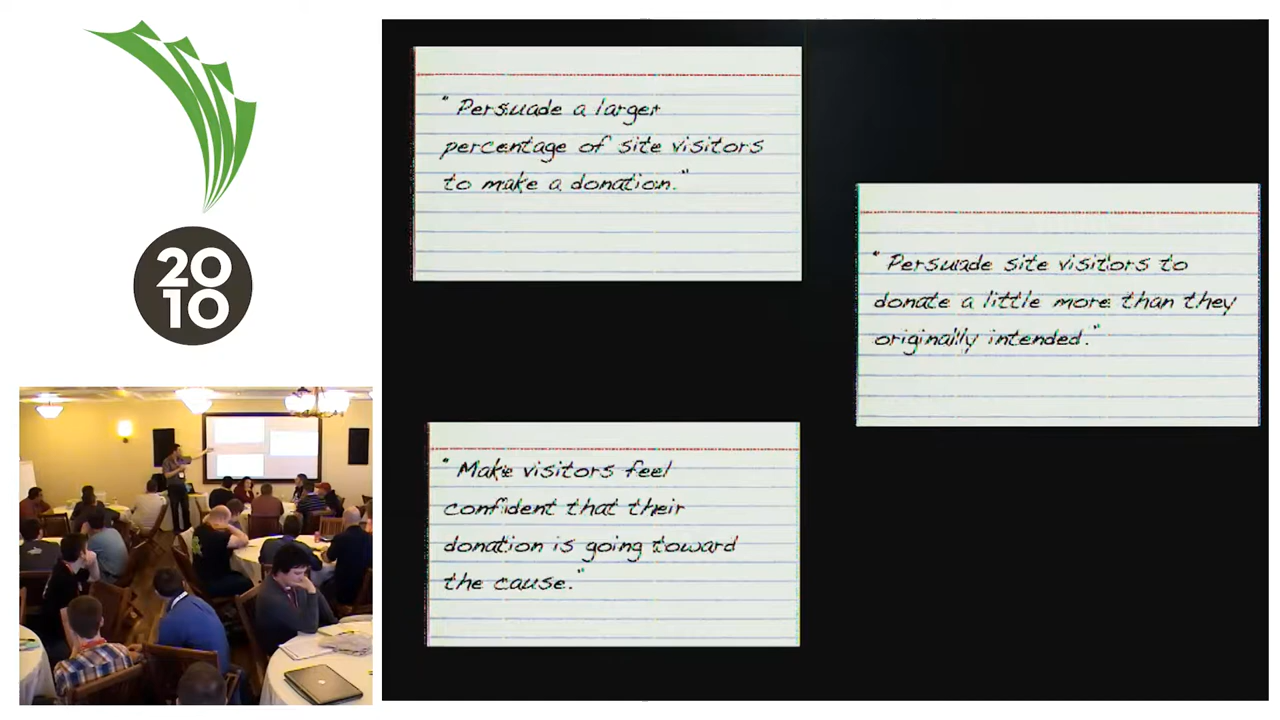 20
10
"Persuade a larger
percentage of site visitors
to make a donation."
"Persuade site visitors to
donate a little more than they
originally intended."
"Make visitors feel
confident that their
donation is going toward
the cause."